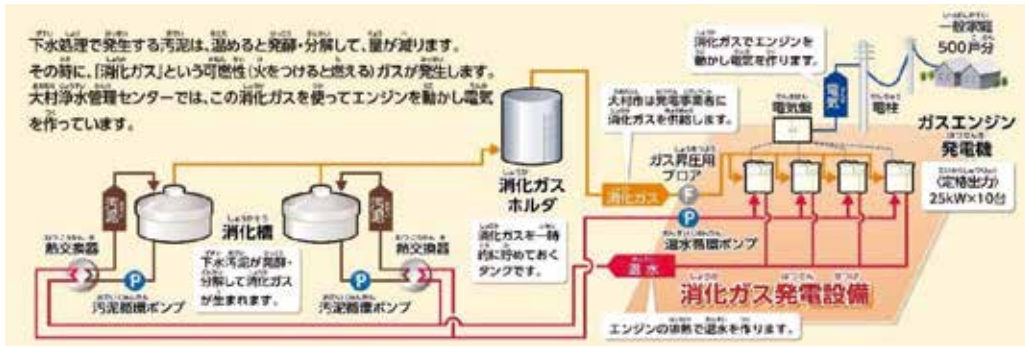 下水処理で発生する汚泥は、温めると発酵・分解して、量が減ります。
その時に、「消化ガス」という可燃性(火をつけると燃える)ガスが発生します。
大村浄水管理センターでは、この消化ガスを使ってエンジンを動かし電気
を作っています。
消化ガスでエンジンを
動かし電気を作ります。
一般家庭
500戸分
大村市は発電事業者に
消化ガスを供給します。
電気盤
電気
電柱
ガスエンジン
発電機
(定格出力)
25kW×10台
ガス昇圧用
ブロア
消化ガス
F
P
温水循環ポンプ
消化ガス
ホルダ
消化ガスを一時
的に貯めておく
タンクです。
汚泥
汚泥
消化槽
熱交換器
熱交換器
下水汚泥が発酵・
分解して消化ガス
が生まれます。
P
汚泥循環ポンプ
P
汚泥循環ポンプ
温水
消化ガス発電設備
エンジンの排熱で温水を作ります。